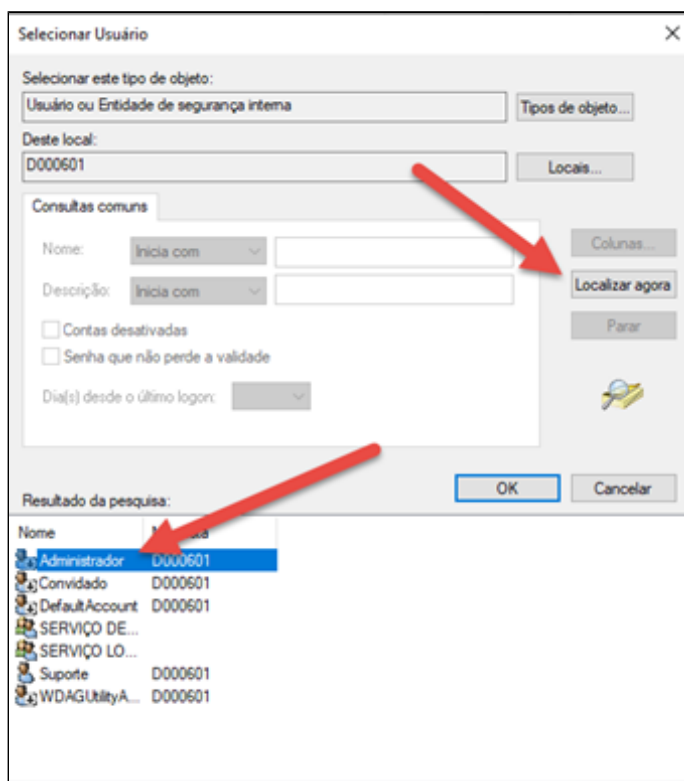 Selecionar Usuário
Selecionar este tipo de objeto:
Usuário ou Entidade de segurança interna
Tipos de objeto...
Deste local:
D000601
Locais...
Consultas comuns
Nome: Inicia com
Colunas...
Descrição: Inicia com
Localizar agora
Contas desativadas
Parar
Senha que não perde a validade
Dia(s) desde o último logon:
OK Cancelar
Resultado da pesquisa:
Nome
Administrador D000601
Convidado D000601
DefaultAccount D000601
SERVIÇO DE...
SERVIÇO LO...
Suporte D000601
WDAGUtilityA... D000601